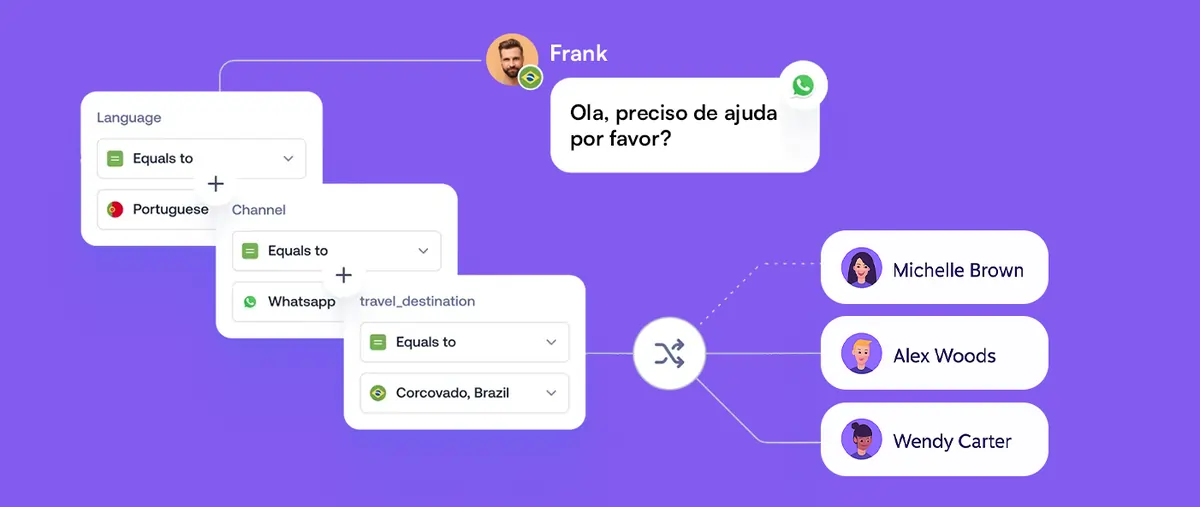 Frank
Ola, preciso de ajuda
por favor?
Language
Equals to
Portuguese
Channel
Equals to
Whatsapp
travel_destination
Equals to
Corcovado, Brazil
Michelle Brown
Alex Woods
Wendy Carter